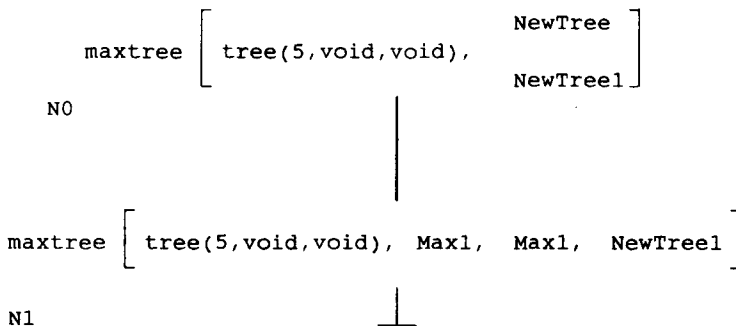 NewTree
maxtree [ tree(5,void,void),
NewTree1 ]
N0
maxtree [ tree(5,void,void), Max1, Max1, NewTree1 ]
N1